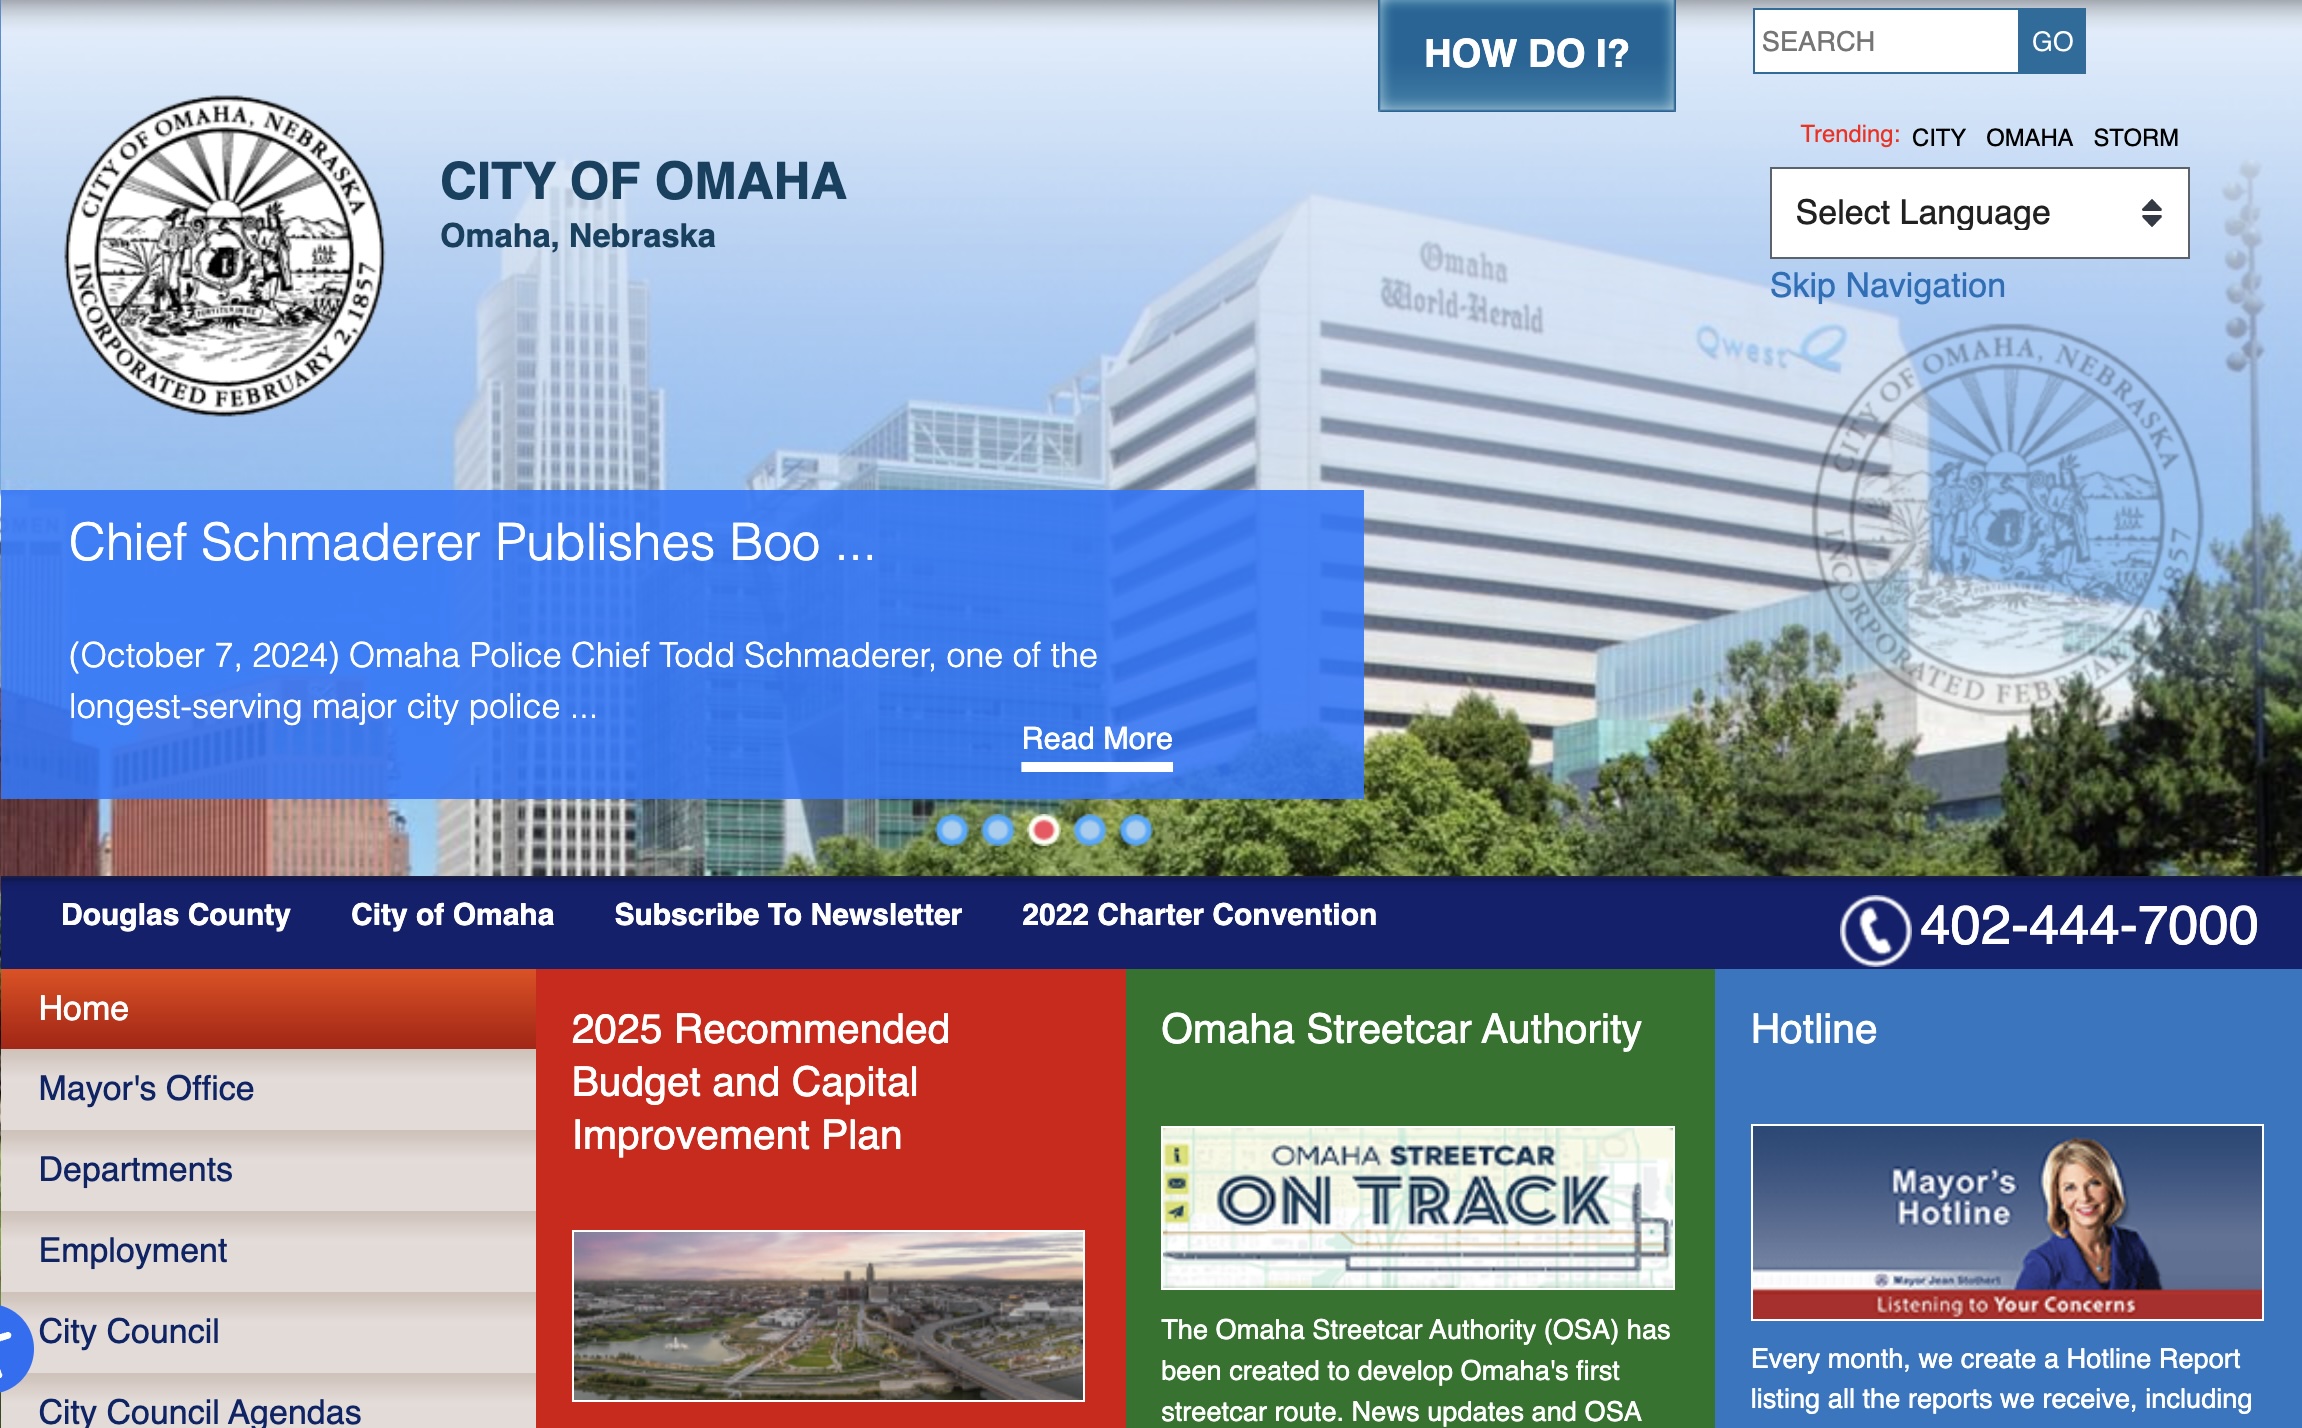 HOW DO I?
SEARCH
GO
Trending: CITY OMAHA STORM
Select Language
Skip Navigation
CITY OF OMAHA, NEBRASKA
INCORPORATED FEBRUARY 2, 1857
CITY OF OMAHA
Omaha, Nebraska
Omaha
World-Herald
Qwest
CITY OF OMAHA, NEBRASKA
INCORPORATED FEBRUARY 1857
Chief Schmaderer Publishes Boo ...
(October 7, 2024) Omaha Police Chief Todd Schmaderer, one of the
longest-serving major city police ...
Read More
Douglas County
City of Omaha
Subscribe To Newsletter
2022 Charter Convention
402-444-7000
Home
Mayor's Office
Departments
Employment
City Council
City Council Agendas
2025 Recommended
Budget and Capital
Improvement Plan
Omaha Streetcar Authority
OMAHA STREETCAR
ON TRACK
The Omaha Streetcar Authority (OSA) has
been created to develop Omaha's first
streetcar route. News updates and OSA
Hotline
Mayor's
Hotline
Mayor Jean Stothert
Listening to Your Concerns
Every month, we create a Hotline Report
listing all the reports we receive, including